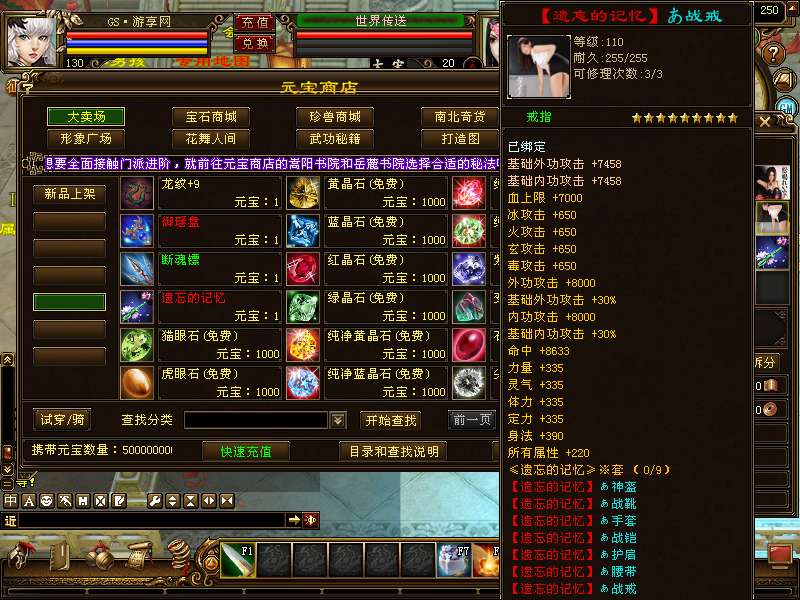 GS·游享网
130
充值
兑换
世界传送
20
250
元宝商店
大卖场
宝石商城
珍兽商城
南北奇货
形象广场
花舞人间
武功秘籍
打造图
想要全面接触门派进阶，就前往元宝商店的嵩阳书院和岳麓书院选择合适的秘法
新品上架
龙纹+9
元宝：1
黄晶石(免费)
元宝：1000
御瑶盘
元宝：1
蓝晶石(免费)
元宝：1000
断魂镖
元宝：1
红晶石(免费)
元宝：1000
遗忘的记忆
元宝：1
绿晶石(免费)
元宝：1000
猫眼石(免费)
元宝：1000
纯净黄晶石(免费)
元宝：1000
虎眼石(免费)
元宝：1000
纯净蓝晶石(免费)
元宝：1000
试穿/骑
查找分类
开始查找
前一页
携带元宝数量：50000000
快速充值
目录和查找说明
近
F1
F7
【遗忘的记忆】あ战戒
等级:110
耐久:255/255
可修理次数:3/3
戒指
★★★★★★★★★
已绑定
基础外功攻击 +7458
基础内功攻击 +7458
血上限 +7000
冰攻击 +650
火攻击 +650
玄攻击 +650
毒攻击 +650
外功攻击 +8000
基础外功攻击 +30%
内功攻击 +8000
基础内功攻击 +30%
命中 +8633
力量 +335
灵气 +335
体力 +335
定力 +335
身法 +390
所有属性 +220
≤遗忘的记忆≥※套 (0/9)
【遗忘的记忆】あ神盔
【遗忘的记忆】あ战靴
【遗忘的记忆】あ手套
【遗忘的记忆】あ战铠
【遗忘的记忆】あ护肩
【遗忘的记忆】あ腰带
【遗忘的记忆】あ战戒
拆分